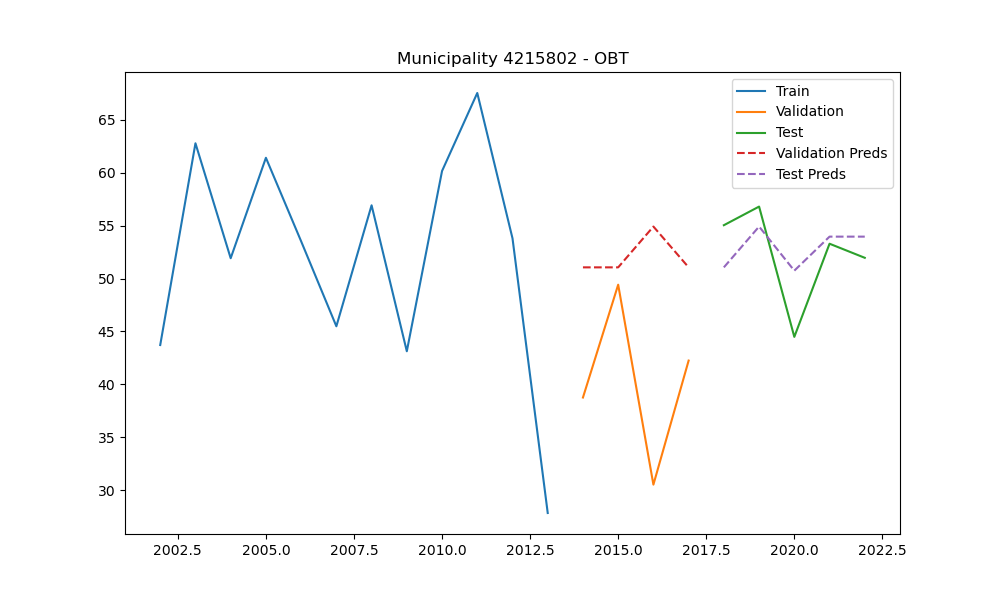 Municipality 4215802 - OBT
Train
Validation
Test
Validation Preds
Test Preds
65
60
55
50
45
40
35
30
2002.5 2005.0 2007.5 2010.0 2012.5 2015.0 2017.5 2020.0 2022.5